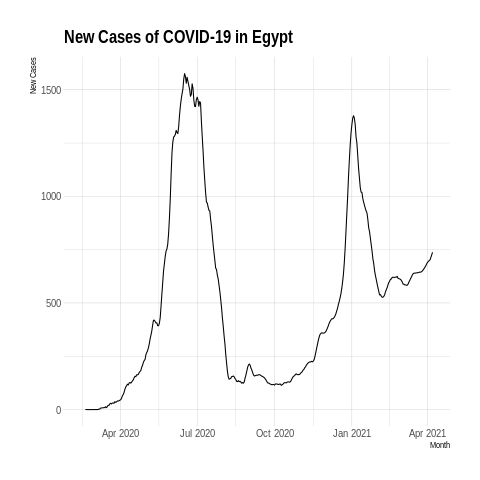 New Cases of COVID-19 in Egypt
New Cases
1500
1000
500
0
Apr 2020
Jul 2020
Oct 2020
Jan 2021
Apr 2021
Month